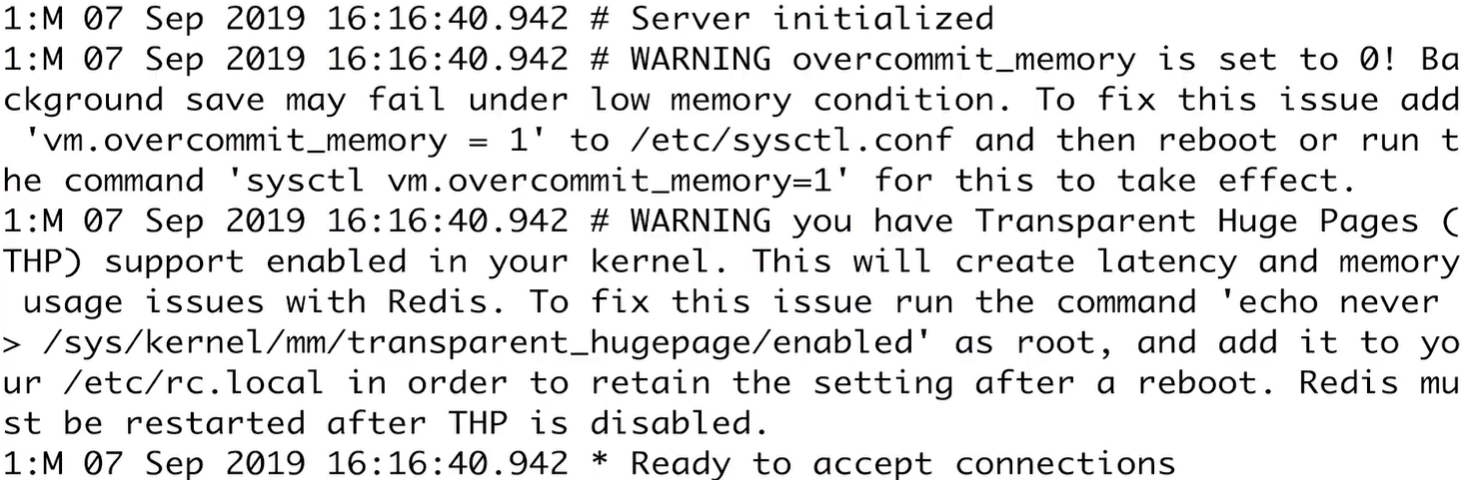 1:M 07 Sep 2019 16:16:40.942 # Server initialized
1:M 07 Sep 2019 16:16:40.942 # WARNING overcommit_memory is set to 0! Ba
ckground save may fail under low memory condition. To fix this issue add
 'vm.overcommit_memory = 1' to /etc/sysctl.conf and then reboot or run t
he command 'sysctl vm.overcommit_memory=1' for this to take effect.
1:M 07 Sep 2019 16:16:40.942 # WARNING you have Transparent Huge Pages (
THP) support enabled in your kernel. This will create latency and memory
 usage issues with Redis. To fix this issue run the command 'echo never
> /sys/kernel/mm/transparent_hugepage/enabled' as root, and add it to yo
ur /etc/rc.local in order to retain the setting after a reboot. Redis mu
st be restarted after THP is disabled.
1:M 07 Sep 2019 16:16:40.942 * Ready to accept connections